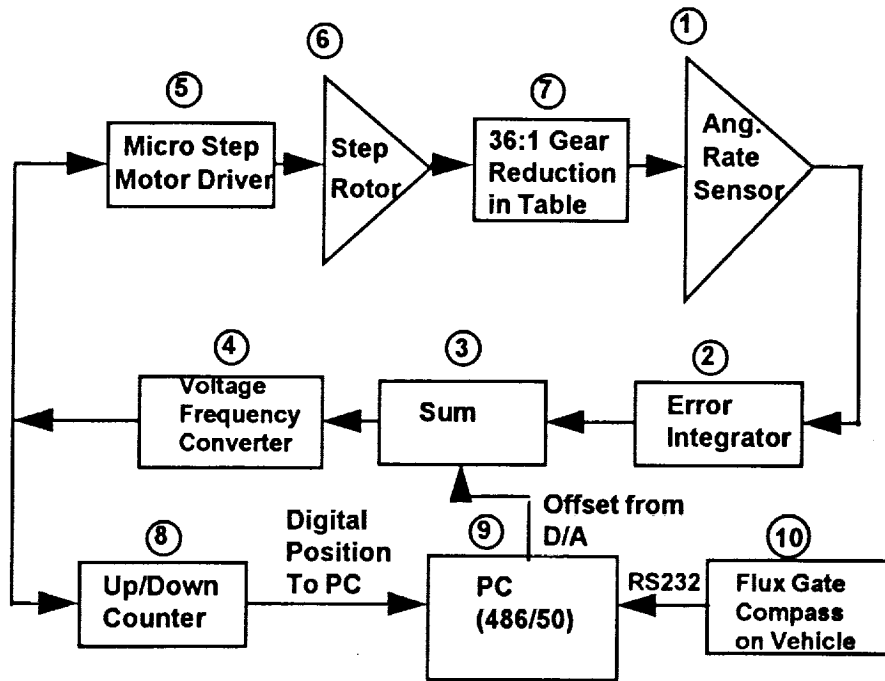 6
1
5
7
Micro Step
Motor Driver
Step
Rotor
36:1 Gear
Reduction
in Table
Ang.
Rate
Sensor
4
3
2
Voltage
Frequency
Converter
Sum
Error
Integrator
8
Digital
Position
To PC
9
Offset from
D/A
10
Up/Down
Counter
PC
(486/50)
RS232
Flux Gate
Compass
on Vehicle